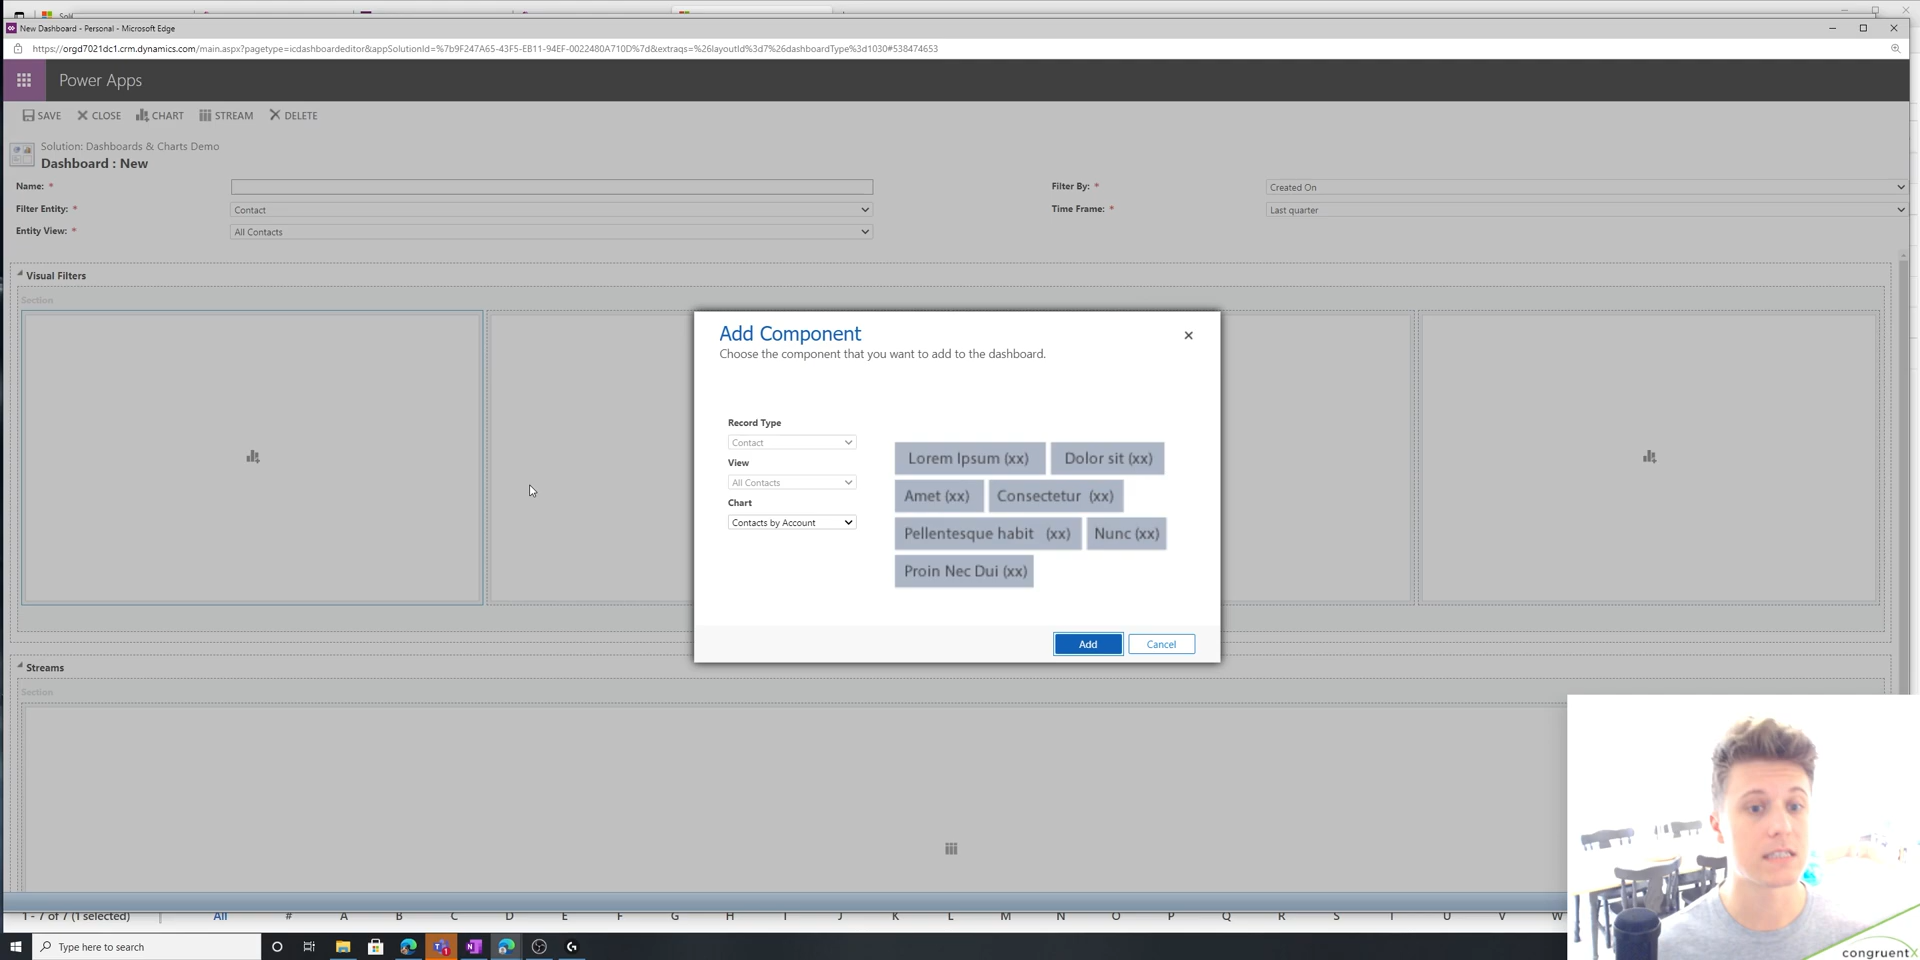 New Dashboard - Personal - Microsoft Edge
https://orgd7021dc1.crm.dynamics.com/main.aspx?pagetype=icdashboardeditor&appSolutionId=%7b9F247A65-43F5-EB11-94EF-0022480A710D%7d&extraqs=%26layoutId%3d7%26dashboardType%3d1030#538474653
Power Apps
SAVE CLOSE CHART STREAM DELETE
Solution: Dashboards & Charts Demo
Dashboard : New
Name: *
Filter By: * Created On
Filter Entity: * Contact
Time Frame: * Last quarter
Entity View: * All Contacts
Visual Filters
Section
Add Component
Choose the component that you want to add to the dashboard.
Record Type
Contact
View
All Contacts
Chart
Contacts by Account
Lorem Ipsum (xx) Dolor sit (xx)
Amet (xx) Consectetur (xx)
Pellentesque habit (xx) Nunc (xx)
Proin Nec Dui (xx)
Add Cancel
Streams
Section
1 - 7 of 7 (1 selected) All # A B C D E F G H I J K L M N O P Q R S T U V W
Type here to search
congruentX